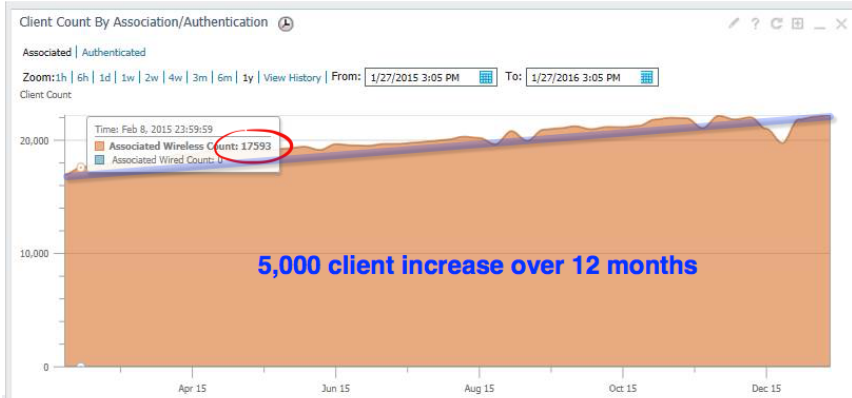 Client Count By Association/Authentication
Associated | Authenticated
Zoom:1h | 6h | 1d | 1w | 2w | 4w | 3m | 6m | 1y | View History | From: 1/27/2015 3:05 PM To: 1/27/2016 3:05 PM
Client Count
Time: Feb 8, 2015 23:59:59
Associated Wireless Count: 17593
Associated Wired Count: 0
20,000
10,000
5,000 client increase over 12 months
0
Apr 15 Jun 15 Aug 15 Oct 15 Dec 15